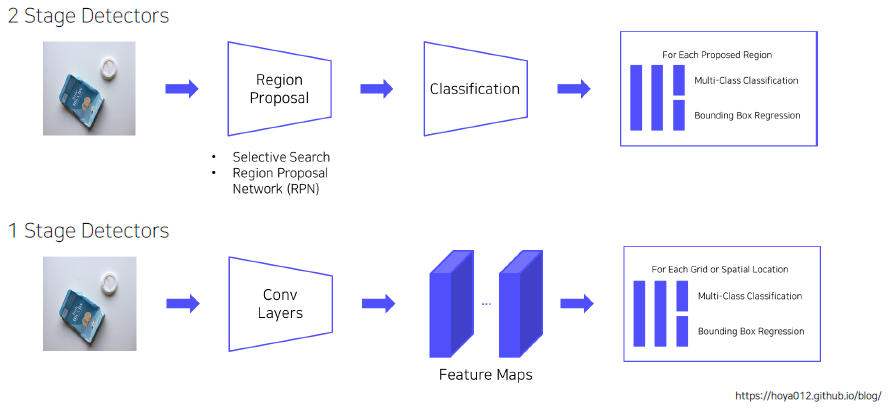 2 Stage Detectors
Region
Proposal
Classification
For Each Proposed Region
Multi-Class Classification
Bounding Box Regression
• Selective Search
• Region Proposal
Network (RPN)
1 Stage Detectors
Conv
Layers
...
Feature Maps
For Each Grid or Spatial Location
Multi-Class Classification
Bounding Box Regression
https://hoya012.github.io/blog/